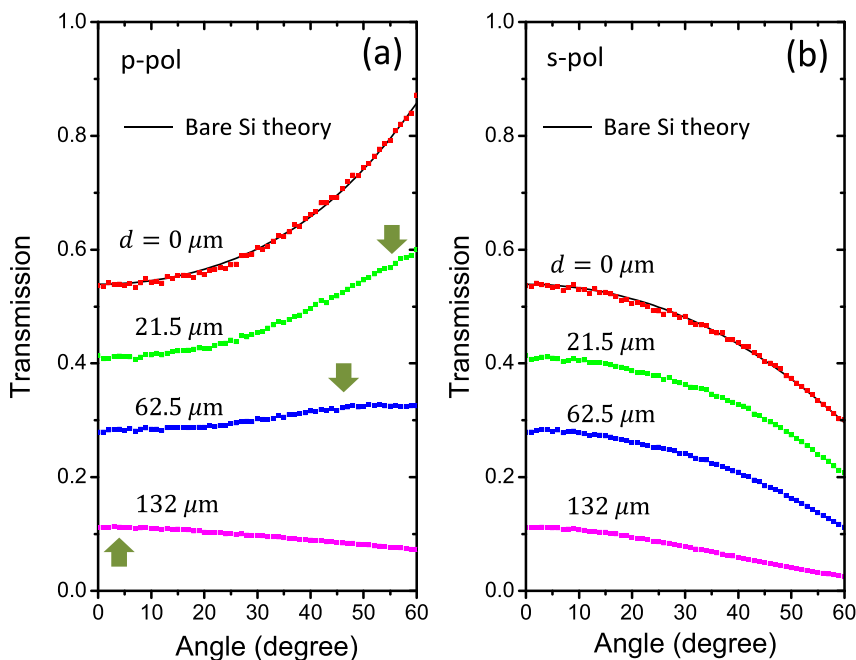 1.0
0.8
0.6
0.4
0.2
0.0
Transmission
p-pol
(a)
Bare Si theory
d = 0 μm
21.5 μm
62.5 μm
132 μm
0 10 20 30 40 50 60
Angle (degree)
1.0
0.8
0.6
0.4
0.2
0.0
Transmission
s-pol
(b)
Bare Si theory
d = 0 μm
21.5 μm
62.5 μm
132 μm
0 10 20 30 40 50 60
Angle (degree)